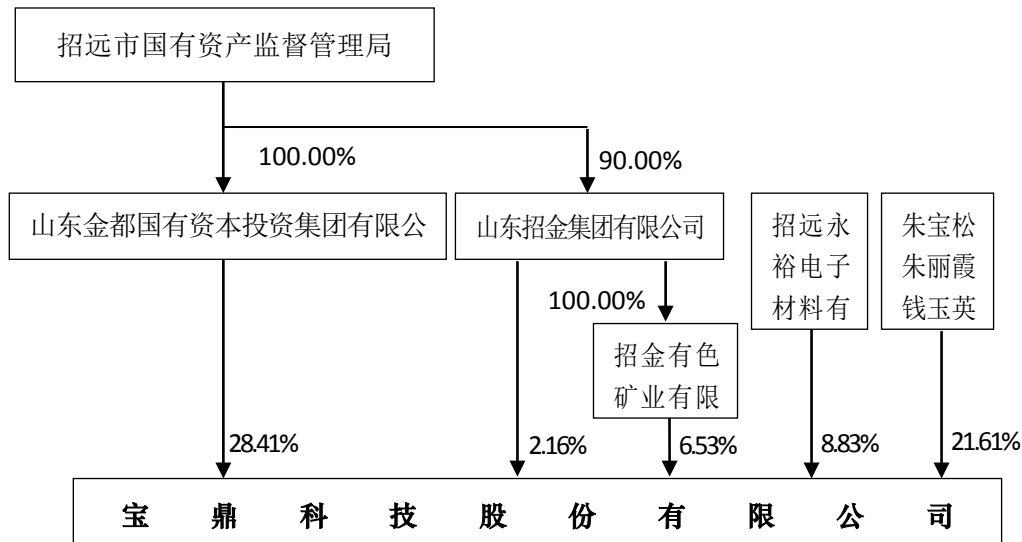 招远市国有资产监督管理局
100.00%
90.00%
山东金都国有资本投资集团有限公
山东招金集团有限公司
招远永
裕电子
材料有
朱宝松
朱丽霞
钱玉英
100.00%
招金有色
矿业有限
28.41%
2.16%
6.53%
8.83%
21.61%
宝鼎科技股份有限公司